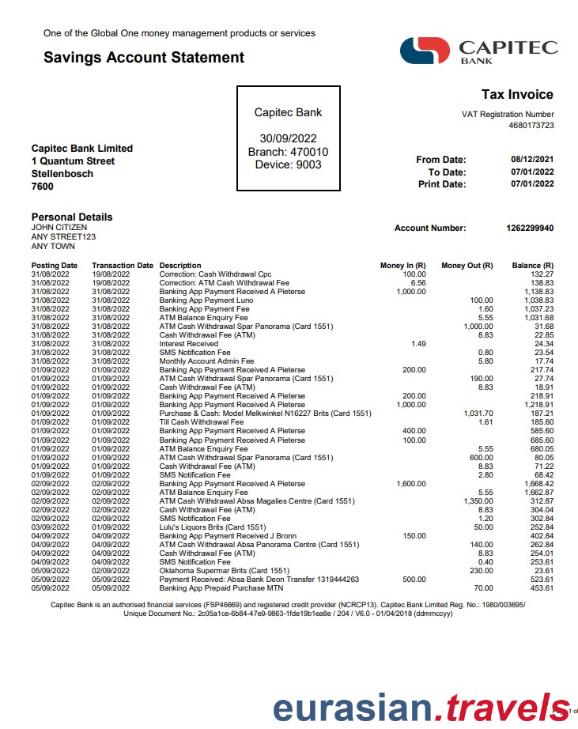 One of the Global One money management products or services
Savings Account Statement
CAPITEC
BANK
Tax Invoice
VAT Registration Number
4680173723
Capitec Bank
30/09/2022
Branch: 470010
Device: 9003
Capitec Bank Limited
1 Quantum Street
Stellenbosch
7600
From Date: 08/12/2021
To Date: 07/01/2022
Print Date: 07/01/2022
Personal Details
JOHN CITIZEN
ANY STREET123
ANY TOWN
Account Number: 1262299940
Posting Date Transaction Date Description Money In (R) Money Out (R) Balance (R)
31/08/2022 19/08/2022 Correction: Cash Withdrawal Cpc 100.00 132.27
31/08/2022 19/08/2022 Correction: ATM Cash Withdrawal Fee 6.56 138.83
31/08/2022 31/08/2022 Banking App Payment Received A Pieterse 1,000.00 1,138.83
31/08/2022 31/08/2022 Banking App Payment Luno 100.00 1,038.83
31/08/2022 31/08/2022 Banking App Payment Fee 1.60 1,037.23
31/08/2022 31/08/2022 ATM Balance Enquiry Fee 5.55 1,031.68
31/08/2022 31/08/2022 ATM Cash Withdrawal Spar Panorama (Card 1551) 1,000.00 31.68
31/08/2022 31/08/2022 Cash Withdrawal Fee (ATM) 8.83 22.85
31/08/2022 31/08/2022 Interest Received 1.49 24.34
31/08/2022 31/08/2022 SMS Notification Fee 0.80 23.54
31/08/2022 31/08/2022 Monthly Account Admin Fee 5.80 17.74
01/09/2022 01/09/2022 Banking App Payment Received A Pieterse 200.00 217.74
01/09/2022 01/09/2022 ATM Cash Withdrawal Spar Panorama (Card 1551) 190.00 27.74
01/09/2022 01/09/2022 Cash Withdrawal Fee (ATM) 8.83 18.91
01/09/2022 01/09/2022 Banking App Payment Received A Pieterse 200.00 218.91
01/09/2022 01/09/2022 Banking App Payment Received A Pieterse 1,000.00 1,218.91
01/09/2022 01/09/2022 Purchase & Cash: Model Melkwinkel N16227 Brits (Card 1551) 1,031.70 187.21
01/09/2022 01/09/2022 Till Cash Withdrawal Fee 1.61 185.60
01/09/2022 01/09/2022 Banking App Payment Received A Pieterse 400.00 585.60
01/09/2022 01/09/2022 Banking App Payment Received A Pieterse 100.00 685.60
01/09/2022 01/09/2022 ATM Balance Enquiry Fee 5.55 680.05
01/09/2022 01/09/2022 ATM Cash Withdrawal Spar Panorama (Card 1551) 600.00 80.05
01/09/2022 01/09/2022 Cash Withdrawal Fee (ATM) 8.83 71.22
01/09/2022 01/09/2022 SMS Notification Fee 2.80 68.42
02/09/2022 02/09/2022 Banking App Payment Received A Pieterse 1,600.00 1,668.42
02/09/2022 02/09/2022 ATM Balance Enquiry Fee 5.55 1,662.87
02/09/2022 02/09/2022 ATM Cash Withdrawal Absa Magalies Centre (Card 1551) 1,350.00 312.87
02/09/2022 02/09/2022 Cash Withdrawal Fee (ATM) 8.83 304.04
02/09/2022 02/09/2022 SMS Notification Fee 1.20 302.84
03/09/2022 01/09/2022 Lulu's Liquors Brits (Card 1551) 50.00 252.84
04/09/2022 04/09/2022 Banking App Payment Received J Bronn 150.00 402.84
04/09/2022 04/09/2022 ATM Cash Withdrawal Absa Panorama Centre (Card 1551) 140.00 262.84
04/09/2022 04/09/2022 Cash Withdrawal Fee (ATM) 8.83 254.01
04/09/2022 04/09/2022 SMS Notification Fee 0.40 253.61
05/09/2022 02/09/2022 Oklahoma Supermar Brits (Card 1551) 230.00 23.61
05/09/2022 05/09/2022 Payment Received: Absa Bank Deon Transfer 1319444263 500.00 523.61
05/09/2022 05/09/2022 Banking App Prepaid Purchase MTN 70.00 453.61
Capitec Bank is an authorised financial services (FSP46669) and registered credit provider (NCRCP13). Capitec Bank Limited Reg. No.: 1980/003695/
Unique Document No.: 2c05a1ce-6b84-47e9-9863-1fde19b1ea8e / 204 / V6.0 - 01/04/2018 (ddmmccyy)
eurasian.travels